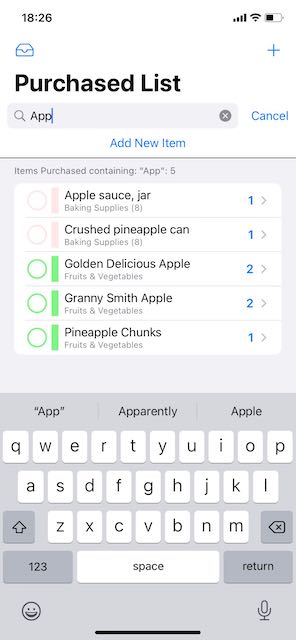 18:26
Purchased List
App
Cancel
Add New Item
Items Purchased containing: "App": 5
Apple sauce, jar
Baking Supplies (8)
1
Crushed pineapple can
Baking Supplies (8)
1
Golden Delicious Apple
Fruits & Vegetables
2
Granny Smith Apple
Fruits & Vegetables
2
Pineapple Chunks
Fruits & Vegetables
1
“App” Apparently Apple
q w e r t y u i o p
a s d f g h j k l
z x c v b n m
123 space return